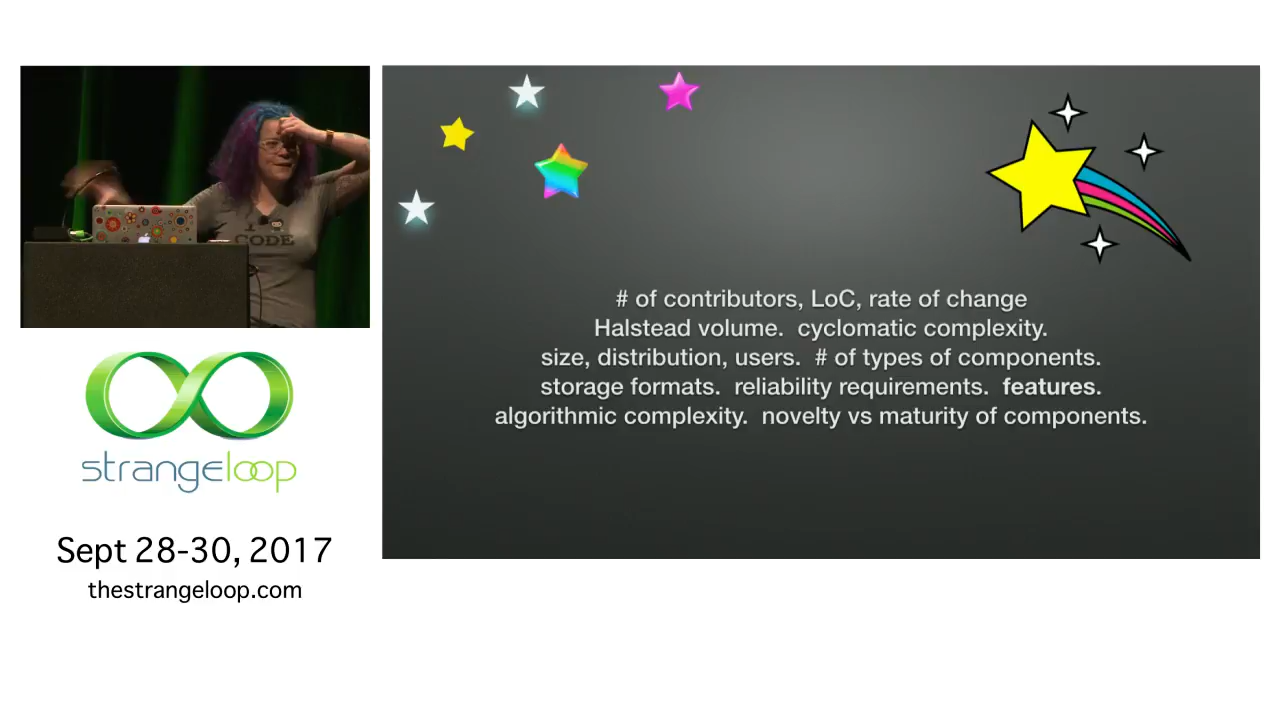 I
CODE
strangeloop
Sept 28-30, 2017
thestrangeloop.com
# of contributors, LoC, rate of change
Halstead volume.  cyclomatic complexity.
size, distribution, users.  # of types of components.
storage formats.  reliability requirements.  features.
algorithmic complexity.  novelty vs maturity of components.